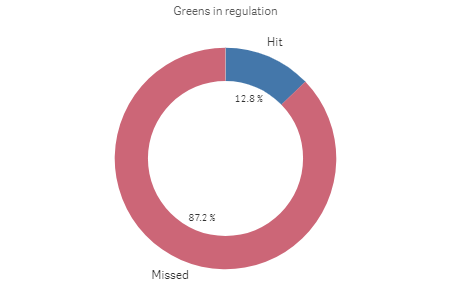 Greens in regulation
Hit
12.8 %
87.2 %
Missed